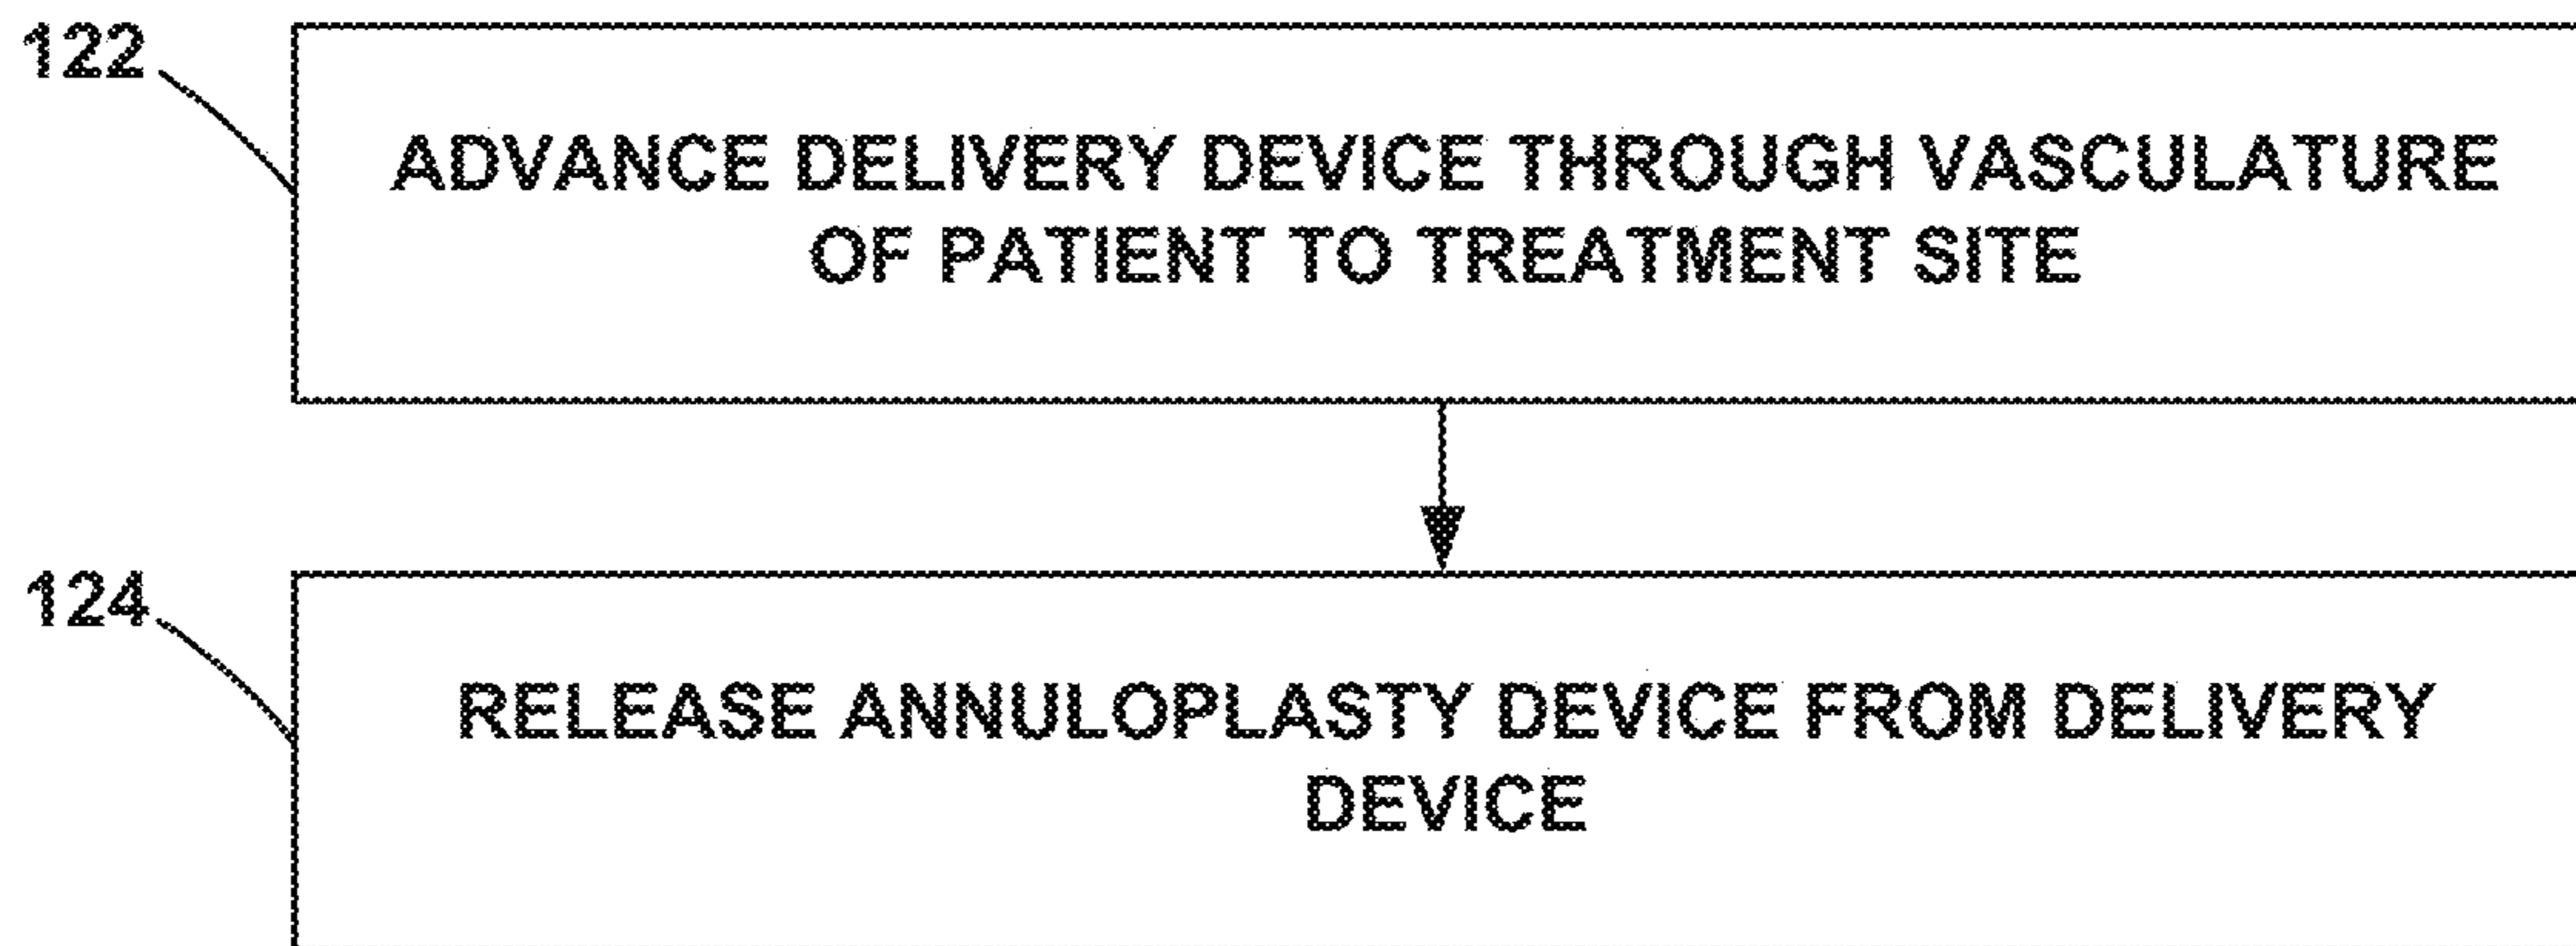 122
ADVANCE DELIVERY DEVICE THROUGH VASCULATURE
OF PATIENT TO TREATMENT SITE
124
RELEASE ANNULOPLASTY DEVICE FROM DELIVERY
DEVICE